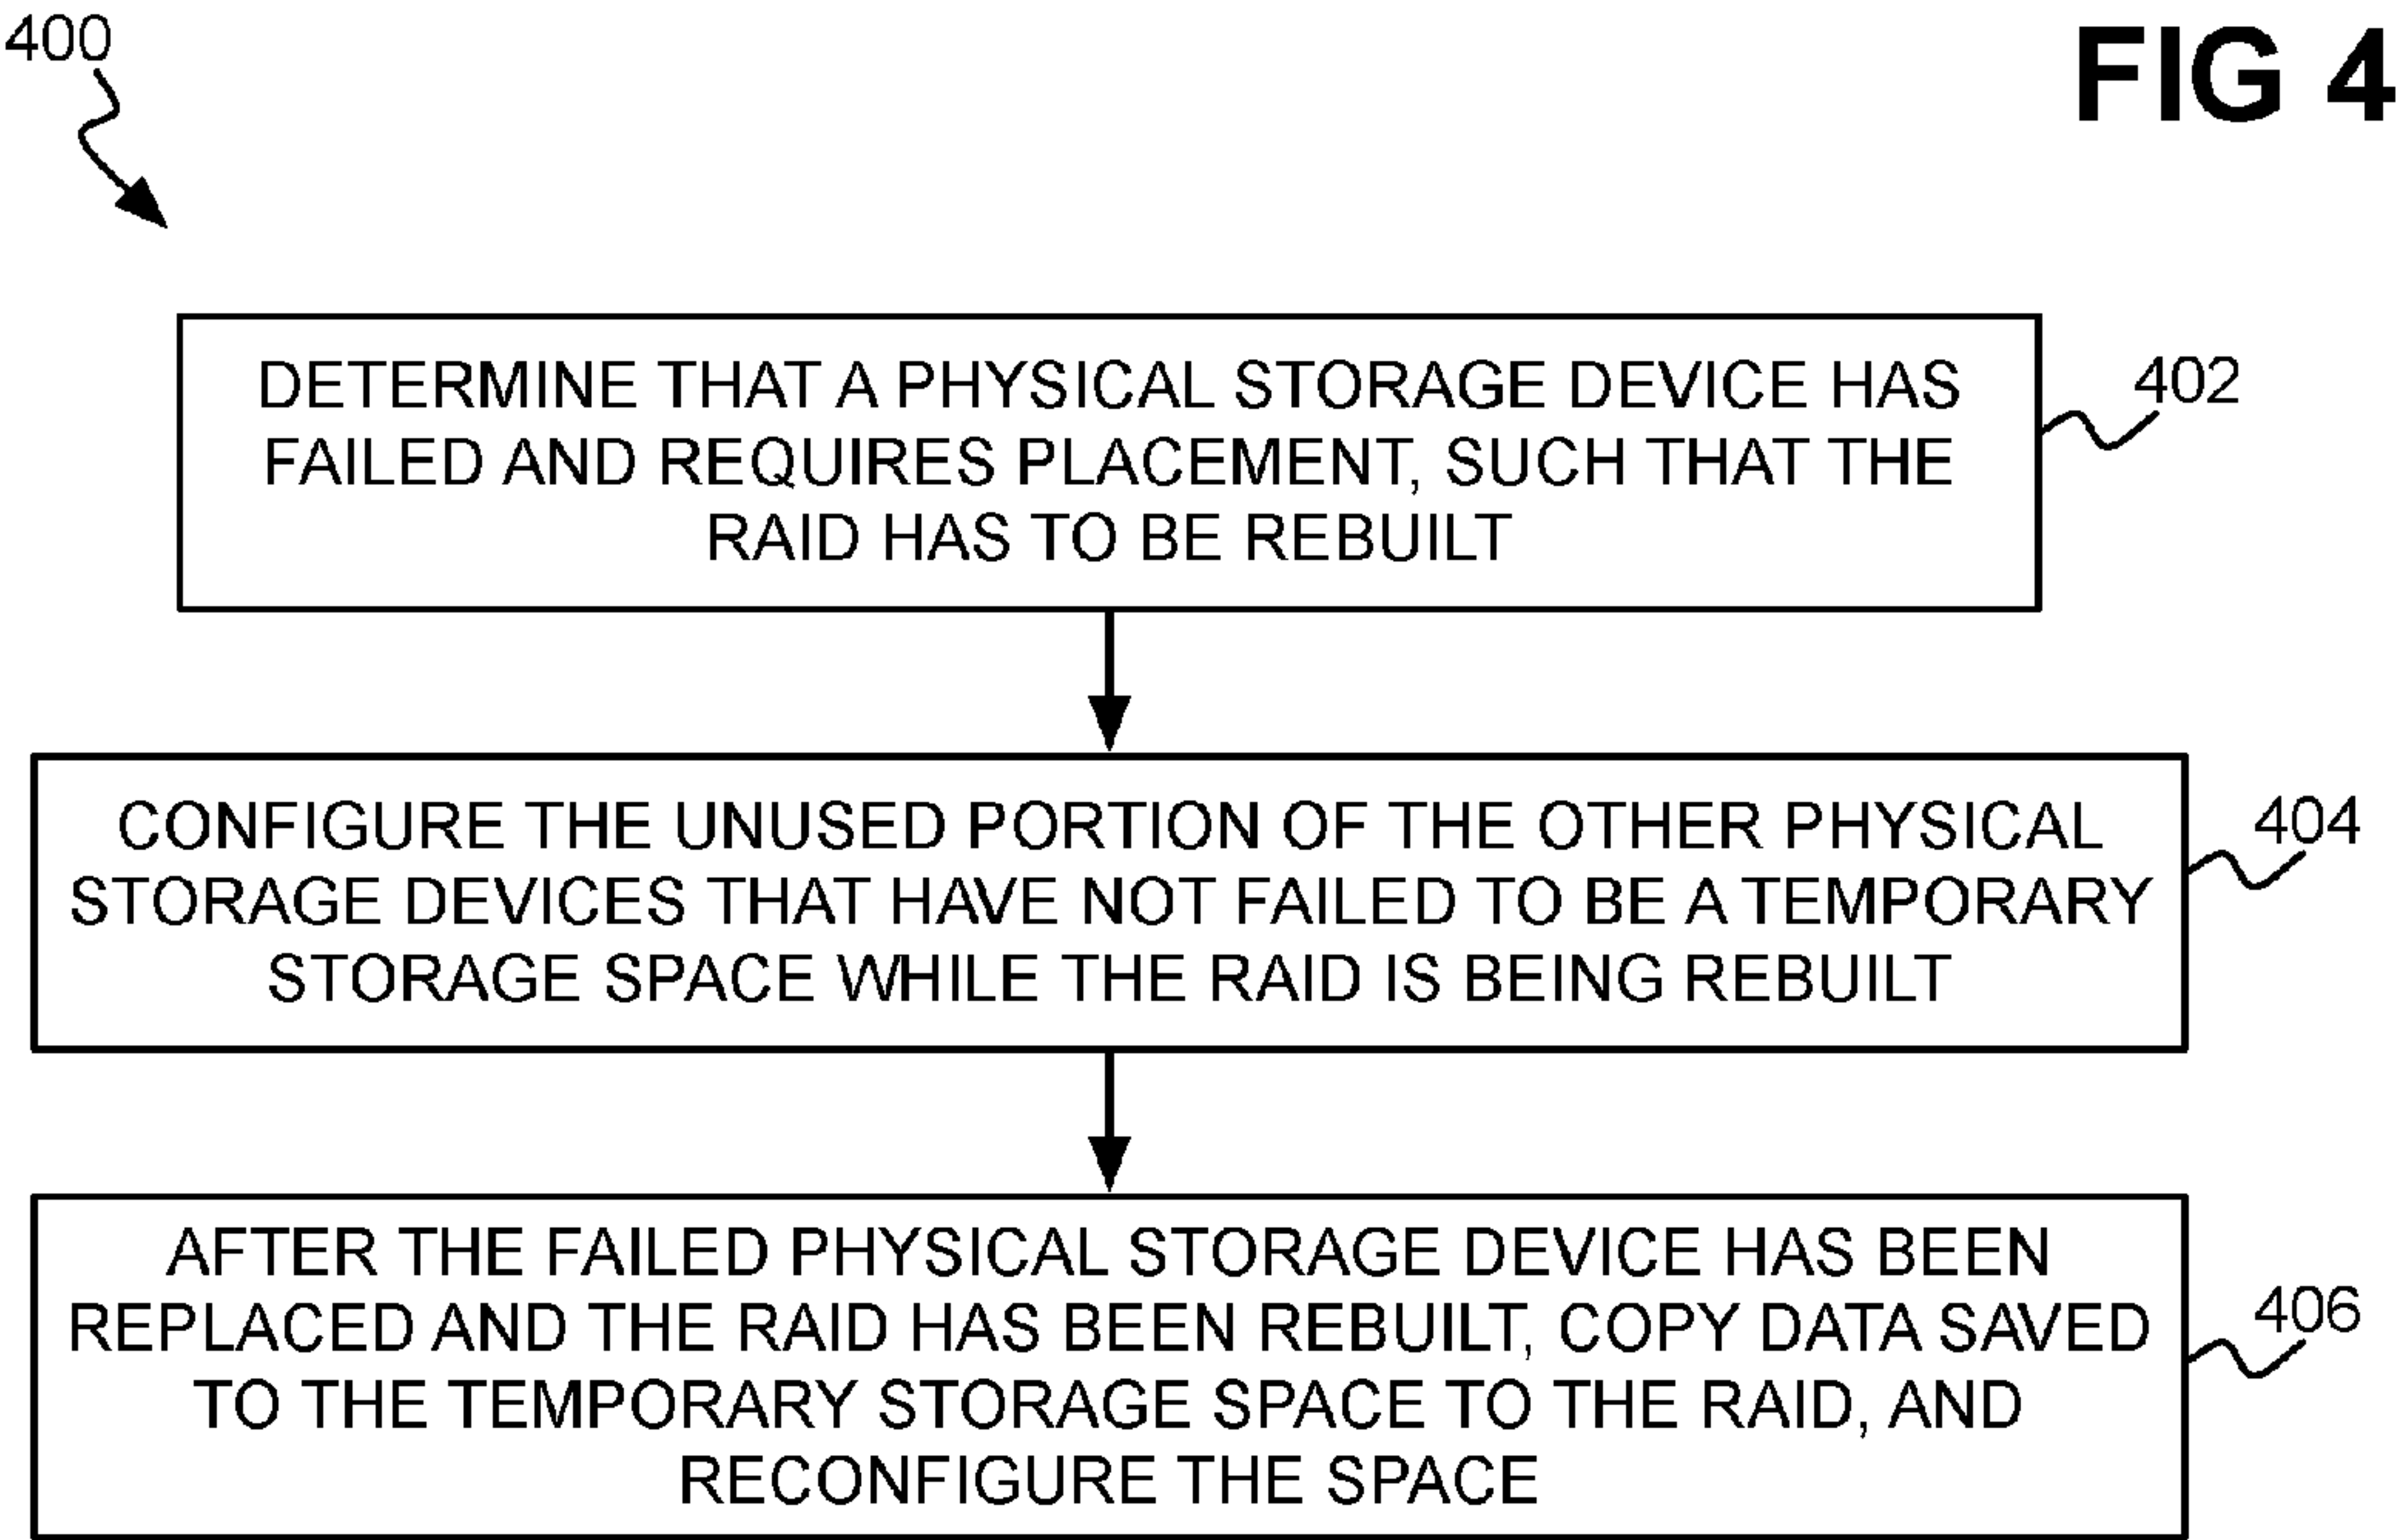 400
FIG 4
DETERMINE THAT A PHYSICAL STORAGE DEVICE HAS
FAILED AND REQUIRES PLACEMENT, SUCH THAT THE
RAID HAS TO BE REBUILT
402
CONFIGURE THE UNUSED PORTION OF THE OTHER PHYSICAL
STORAGE DEVICES THAT HAVE NOT FAILED TO BE A TEMPORARY
STORAGE SPACE WHILE THE RAID IS BEING REBUILT
404
AFTER THE FAILED PHYSICAL STORAGE DEVICE HAS BEEN
REPLACED AND THE RAID HAS BEEN REBUILT, COPY DATA SAVED
TO THE TEMPORARY STORAGE SPACE TO THE RAID, AND
RECONFIGURE THE SPACE
406